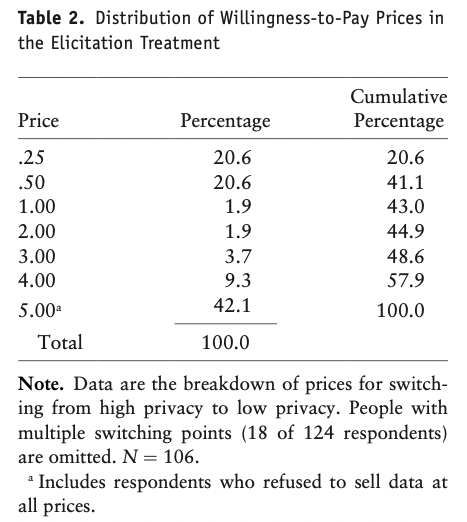 Table 2. Distribution of Willingness-to-Pay Prices in
the Elicitation Treatment
Cumulative
Price Percentage Percentage
.25 20.6 20.6
.50 20.6 41.1
1.00 1.9 43.0
2.00 1.9 44.9
3.00 3.7 48.6
4.00 9.3 57.9
5.00a 42.1 100.0
Total 100.0
Note. Data are the breakdown of prices for switch-
ing from high privacy to low privacy. People with
multiple switching points (18 of 124 respondents)
are omitted. N = 106.
a Includes respondents who refused to sell data at
all prices.